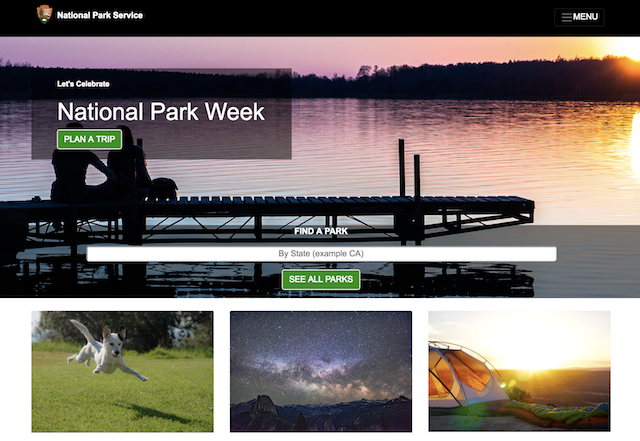 National Park Service
MENU
Let's Celebrate
National Park Week
PLAN A TRIP
FIND A PARK
By State (example CA)
SEE ALL PARKS